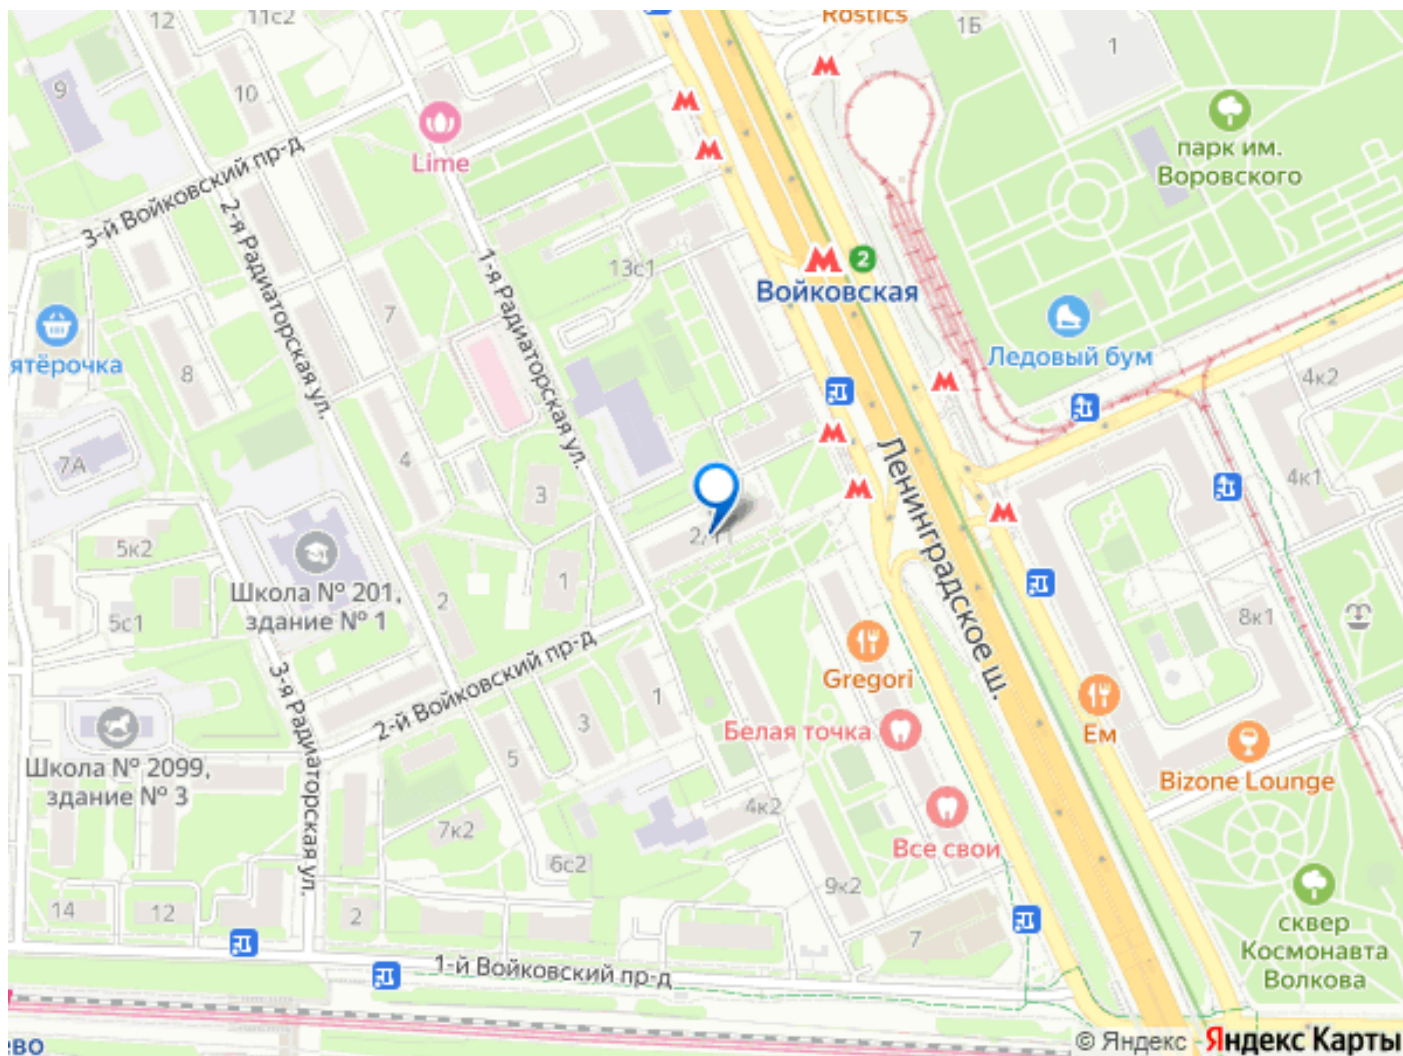 11с2
12
Rostics
1Б
1
9
10
Lime
парк им.
Воровского
3-й Войковский пр-д
2-я Радиаторская ул.
1-я Радиаторская ул.
13с1
2
Войковская
7
ятёрочка
8
Ледовый бум
4к2
7А
4
3
4к1
Ленинградское ш.
5к2
2/11
Школа № 201,
здание № 1
1
2
5с1
8к1
Gregori
2-й Войковский пр-д
3-я Радиаторская ул.
1
3
5
Белая точка
Ем
Bizone Lounge
Школа № 2099,
здание № 3
4к2
7к2
Все свои
6с2
9к2
14
12
2
7
сквер
Космонавта
Волкова
1-й Войковский пр-д
ево
© Яндекс Яндекс Карты